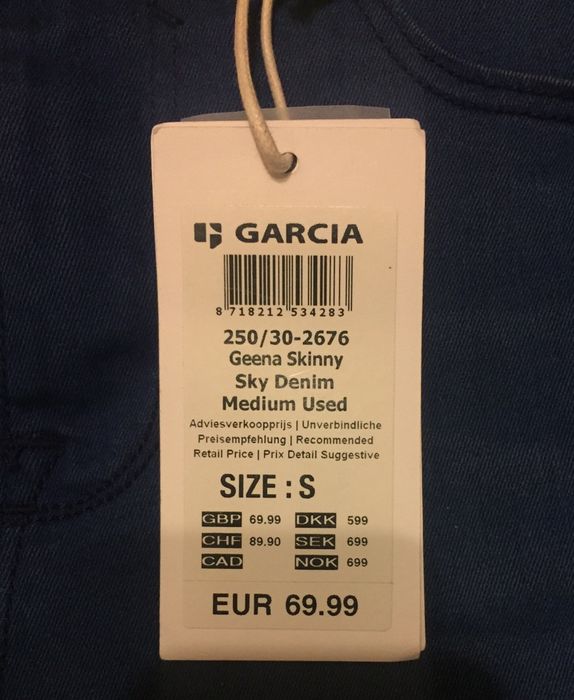 GARCIA
8 718212 534283
250/30-2676
Geena Skinny
Sky Denim
Medium Used
Adviesverkoopprijs | Unverbindliche
Preisempfehlung | Recommended
Retail Price | Prix Detail Suggestive
SIZE : S
GBP 69.99 DKK 599
CHF 89.90 SEK 699
CAD NOK 699
EUR 69.99